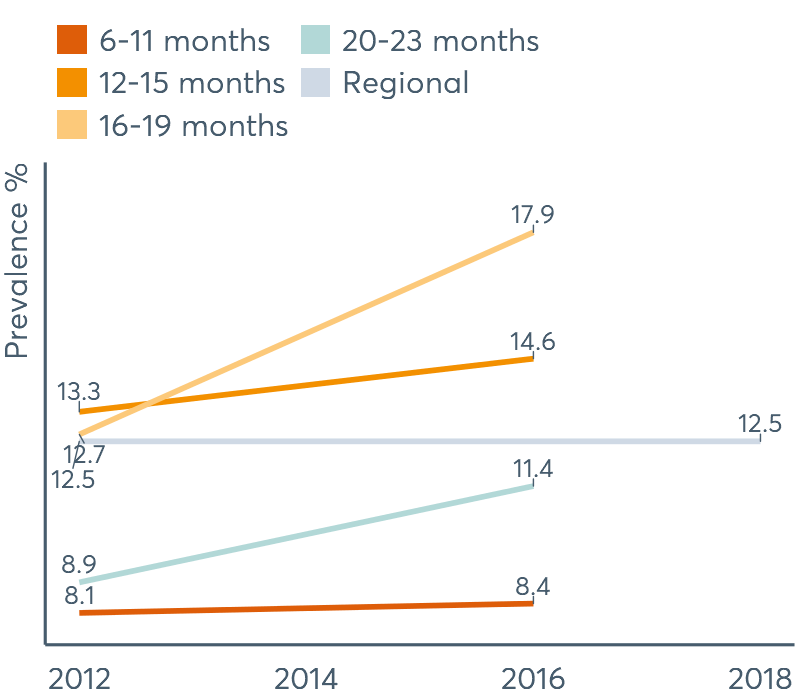 6-11 months
20-23 months
12-15 months
Regional
16-19 months
Prevalence %
17.9
14.6
13.3
12.5
12.7
12.5
11.4
8.9
8.4
8.1
2012
2014
2016
2018